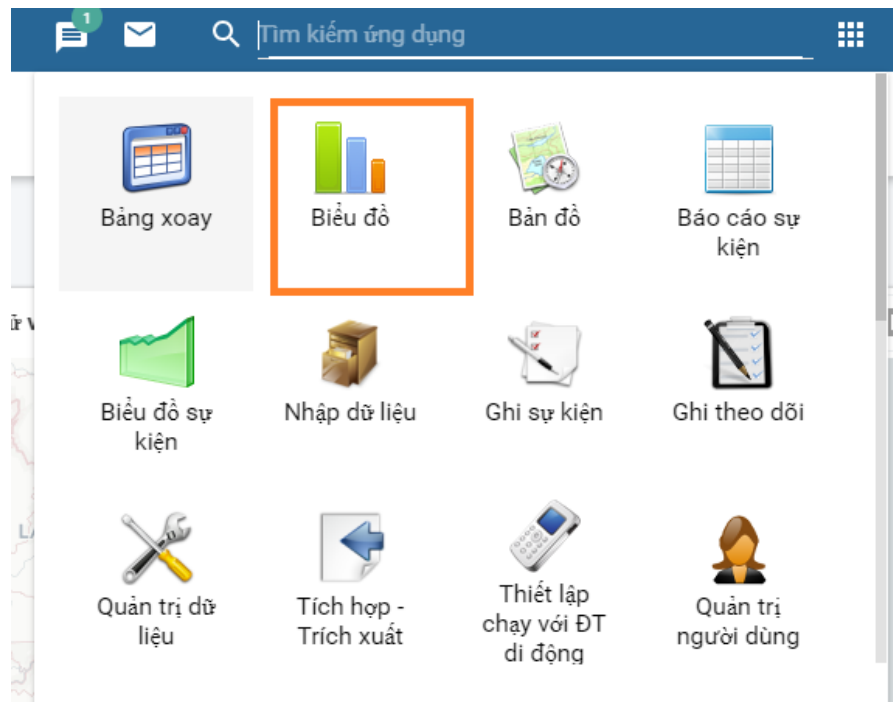 1
Tìm kiếm ứng dụng
Bảng xoay
Biểu đồ
Bản đồ
Báo cáo sự
kiện
Biểu đồ sự
kiện
Nhập dữ liệu
Ghi sự kiện
Ghi theo dõi
Quản trị dữ
liệu
Tích hợp -
Trích xuất
Thiết lập
chạy với ĐT
di động
Quản trị
người dùng